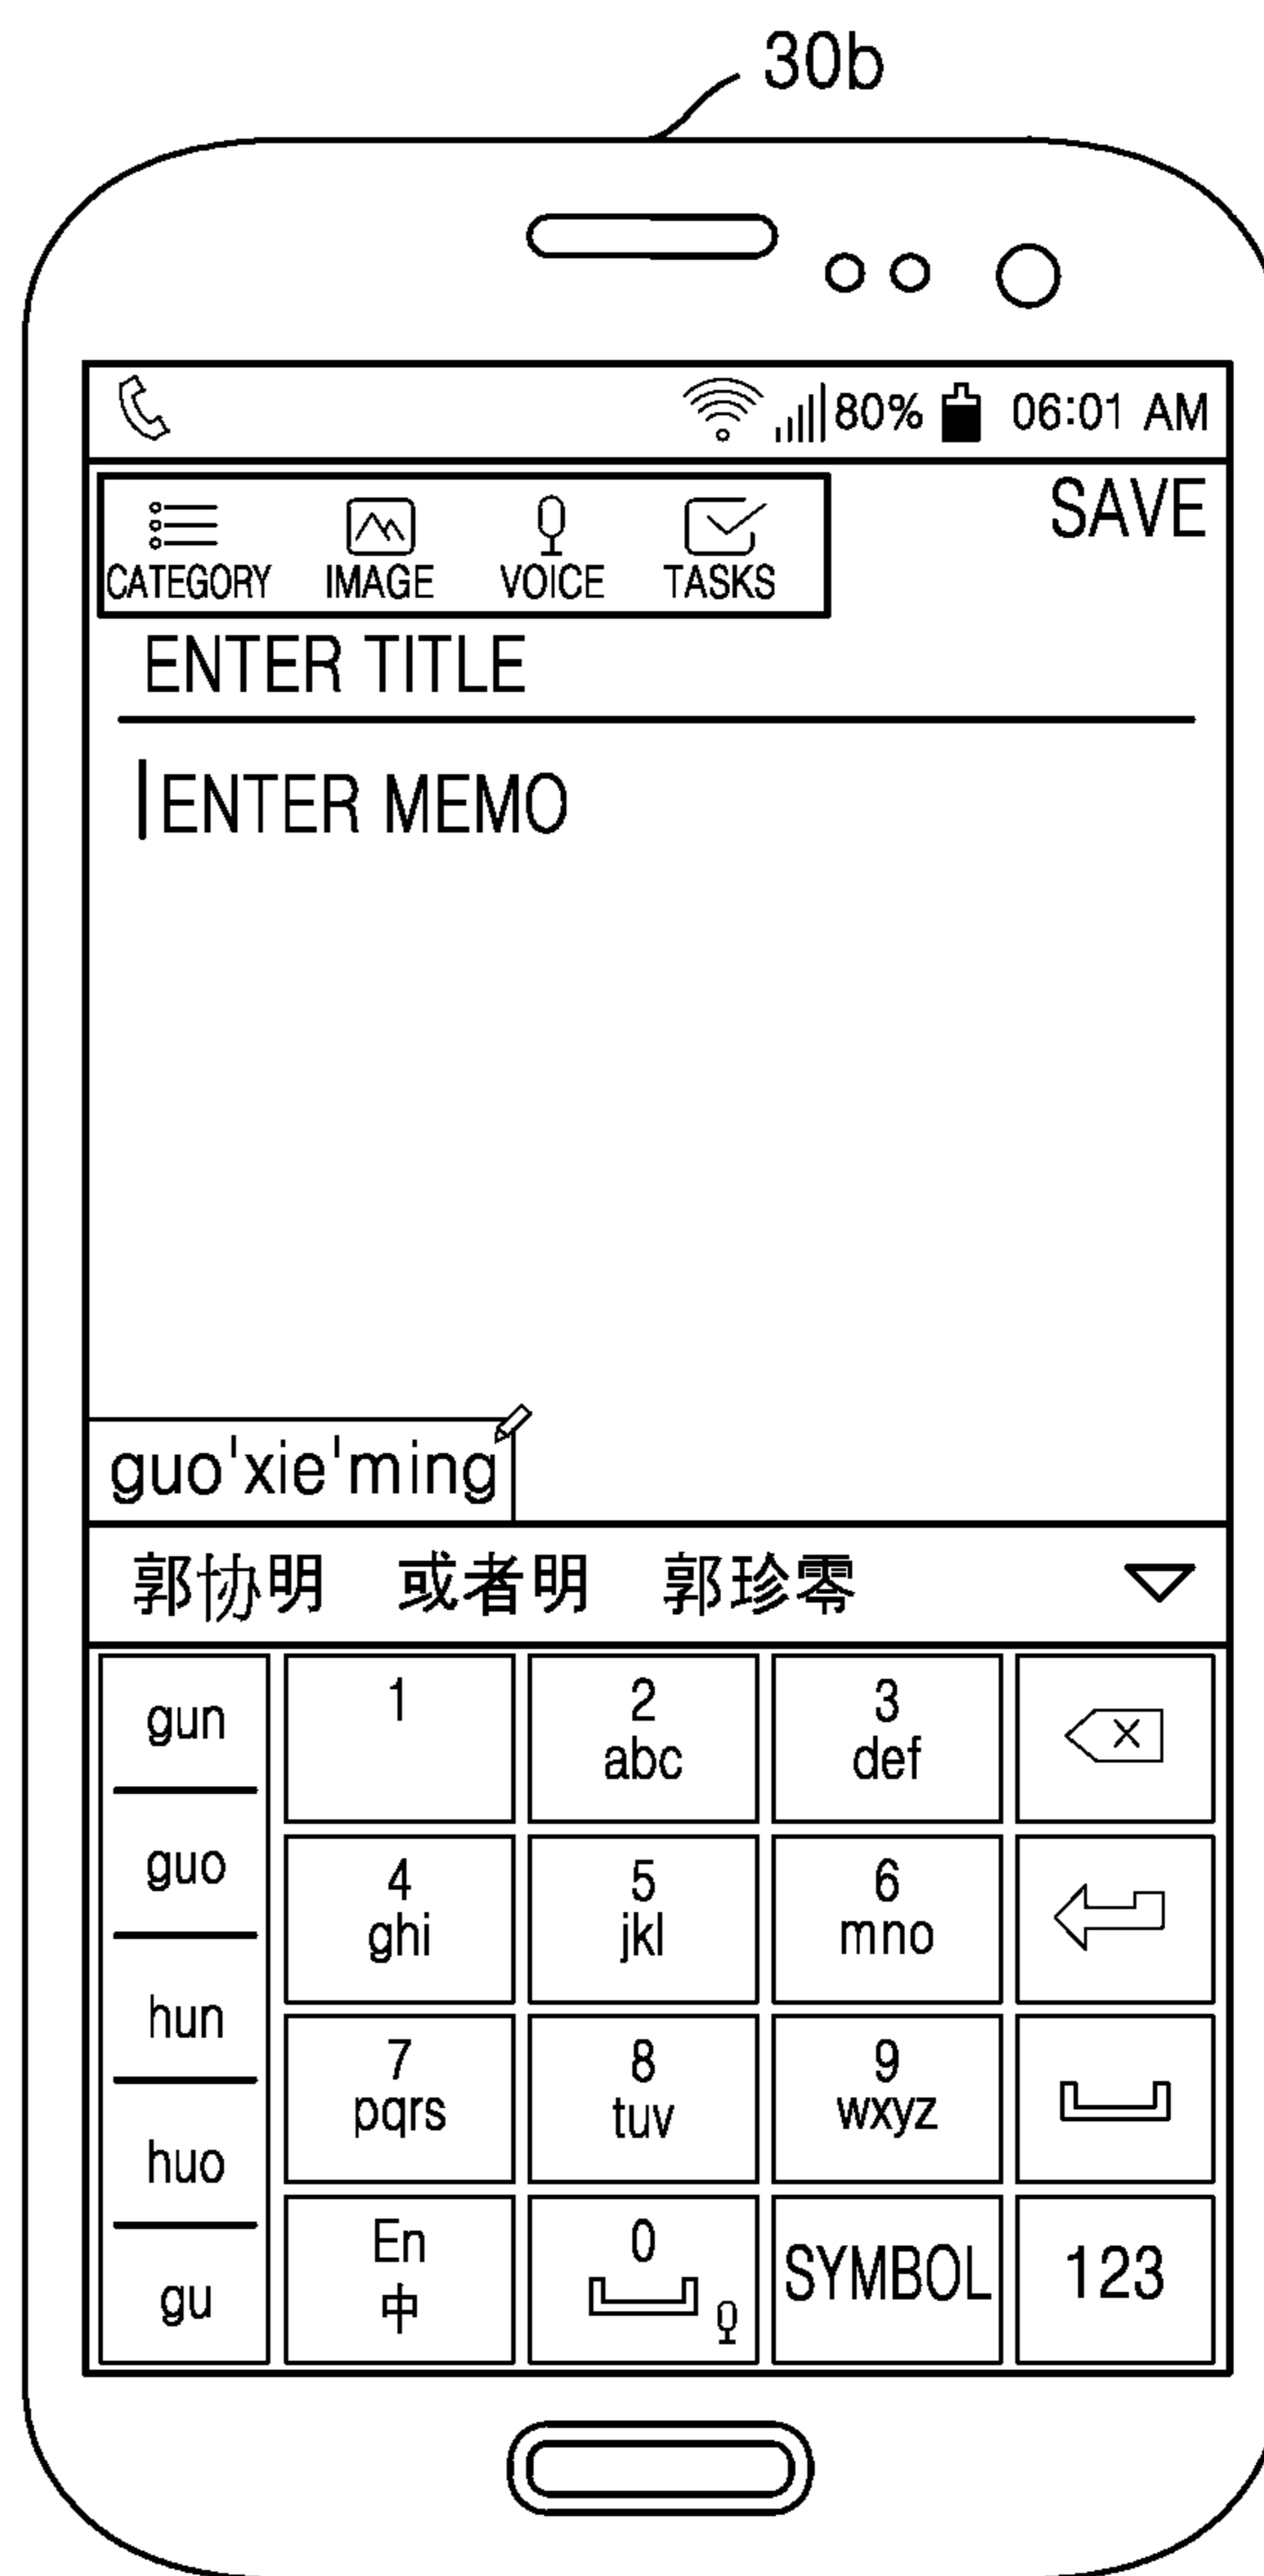 30b
80% 06:01 AM
SAVE
CATEGORY IMAGE VOICE TASKS
ENTER TITLE
ENTER MEMO
guo'xie'ming
郭协明 或者明 郭珍零
gun
guo
hun
huo
gu
1
2
abc
3
def
4
ghi
5
jkl
6
mno
7
pqrs
8
tuv
9
wxyz
En
中
0
SYMBOL
123